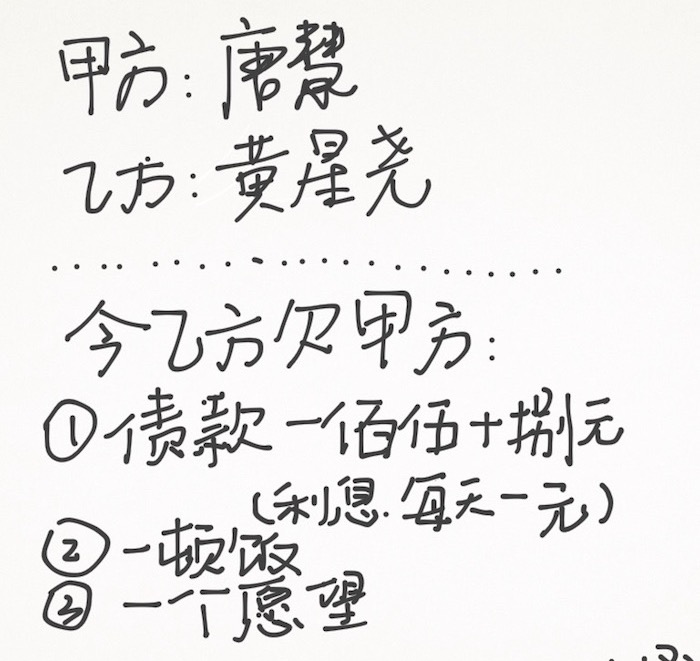 甲方：唐慧
乙方：黄星尧
今乙方欠甲方：
①债款一佰伍十捌元
（利息.每天一元）
②一顿饭
③一个愿望